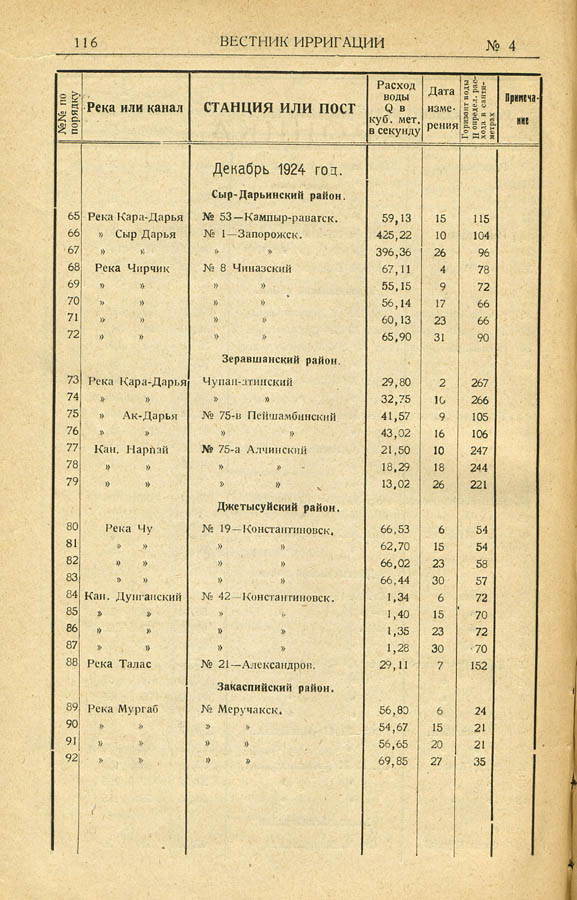 116 ВЕСТНИК ИРРИГАЦИИ № 4
№№ по порядку | Река или канал | СТАНЦИЯ ИЛИ ПОСТ | Расход воды Q в куб. мет. в секунду | Дата измерения | Горизонт воды H определ. расхода в сантиметрах | Примечание
Декабрь 1924 год.
Сыр-Дарьинский район.
65 Река Кара-Дарья № 53—Кампыр-раватск. 59,13 15 115
66 » Сыр Дарья № 1—Запорожск. 425,22 10 104
67 » » » » 396,36 26 96
68 Река Чирчик № 8 Чиназский 67,11 4 78
69 » » » » 55,15 9 72
70 » » » » 56,14 17 66
71 » » » » 60,13 23 66
72 » » » » 65,90 31 90
Зеравшанский район.
73 Река Кара-Дарья Чупан-атинский 29,80 2 267
74 » » » » 32,75 10 266
75 » Ак-Дарья № 75-в Пейшамбинский 41,57 9 105
76 » » » » 43,02 16 106
77 Кан. Нарпай № 75-а Алчинский 21,50 10 247
78 » » » » 18,29 18 244
79 » » » » 13,02 26 221
Джетысуйский район.
80 Река Чу № 19—Константиновск. 66,53 6 54
81 » » » » 62,70 15 54
82 » » » » 66,02 23 58
83 » » » » 66,44 30 57
84 Кан. Дунганский № 42—Константиновск. 1,34 6 72
85 » » » » 1,40 15 70
86 » » » » 1,35 23 72
87 » » » » 1,28 30 70
88 Река Талас № 21—Александров. 29,11 7 152
Закаспийский район.
89 Река Мургаб № Меручакск. 56,80 6 24
90 » » » » 54,67 15 21
91 » » » » 56,65 20 21
92 » » » » 69,85 27 35